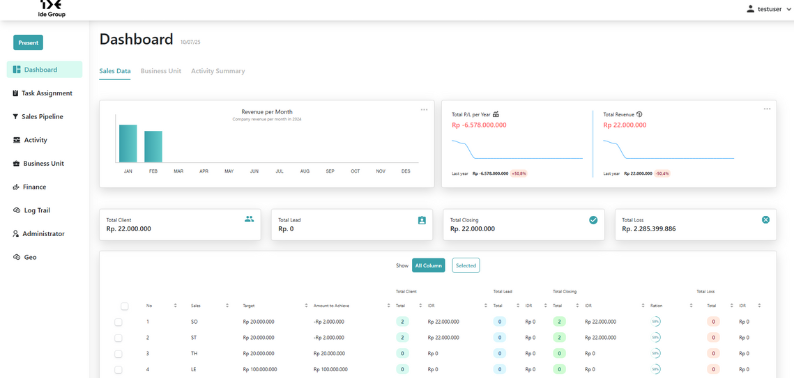 IDE
Ide Group
testuser
Present
Dashboard
Task Assignment
Sales Pipeline
Activity
Business Unit
Finance
Log Trail
Administrator
Geo
Dashboard 10/07/25
Sales Data Business Unit Activity Summary
Revenue per Month
Company revenue per month in 2024
JAN FEB MAR APR MAY JUN JUL AUG SEP OCT NOV DES
Total R/L per Year
Rp -6.578.000.000
Last year Rp -6.578.000.000
Total Revenue
Rp 22.000.000
Last year Rp 22.000.000
Total Client
Rp. 22.000.000
Total Lead
Rp. 0
Total Closing
Rp. 22.000.000
Total Loss
Rp. 2.285.399.886
Show All Column Selected
Total Client Total Lead Total Closing Total Loss
No Sales Target Amount to Achieve Total IDR Total IDR Total IDR Ration Total IDR
1 SO Rp 20.000.000 -Rp 2.000.000 2 Rp 22.000.000 0 Rp 0 2 Rp 22.000.000 0 Rp 0
2 ST Rp 20.000.000 -Rp 2.000.000 2 Rp 22.000.000 0 Rp 0 2 Rp 22.000.000 0 Rp 0
3 TH Rp 20.000.000 Rp 20.000.000 0 Rp 0 0 Rp 0 0 Rp 0 0 Rp 0
4 LE Rp 100.000.000 Rp 100.000.000 0 Rp 0 0 Rp 0 0 Rp 0 0 Rp 0